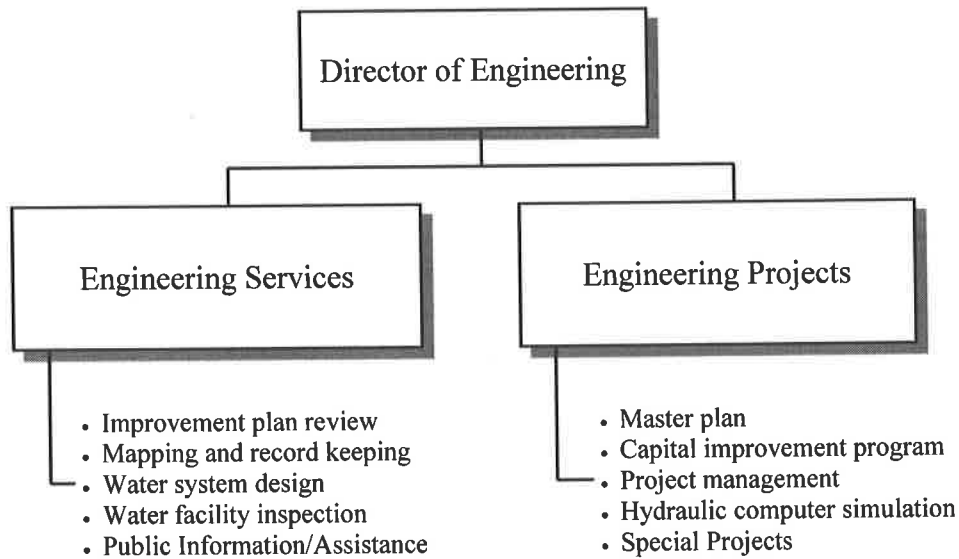 Director of Engineering
Engineering Services
• Improvement plan review
• Mapping and record keeping
• Water system design
• Water facility inspection
• Public Information/Assistance
Engineering Projects
• Master plan
• Capital improvement program
• Project management
• Hydraulic computer simulation
• Special Projects